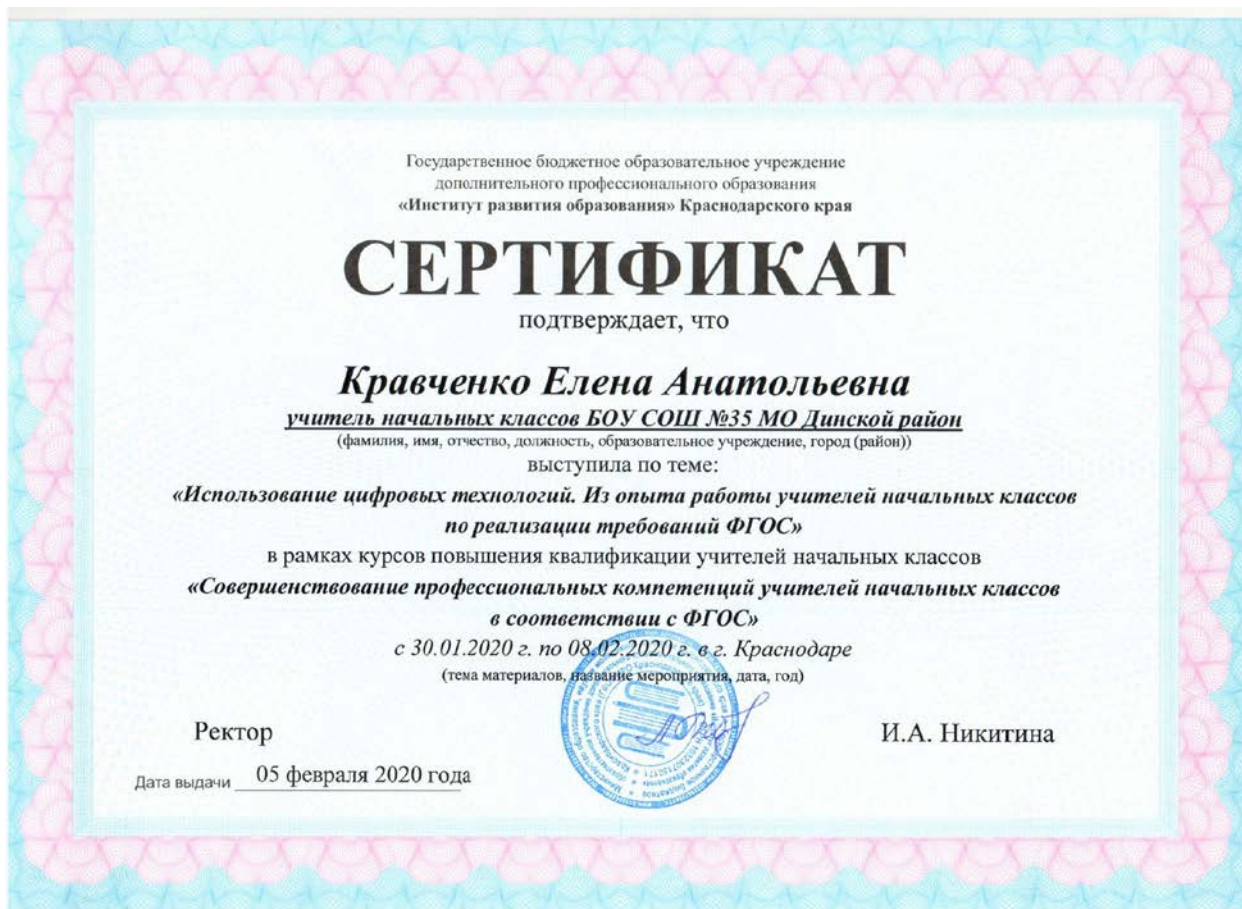 Государственное бюджетное образовательное учреждение
дополнительного профессионального образования
«Институт развития образования» Краснодарского края
СЕРТИФИКАТ
подтверждает, что
Кравченко Елена Анатольевна
учитель начальных классов БОУ СОШ №35 МО Динской район
(фамилия, имя, отчество, должность, образовательное учреждение, город (район))
выступила по теме:
«Использование цифровых технологий. Из опыта работы учителей начальных классов
по реализации требований ФГОС»
в рамках курсов повышения квалификации учителей начальных классов
«Совершенствование профессиональных компетенций учителей начальных классов
в соответствии с ФГОС»
с 30.01.2020 г. по 08.02.2020 г. в г. Краснодаре
(тема материалов, название мероприятия, дата, год)
Ректор
И.А. Никитина
Дата выдачи 05 февраля 2020 года